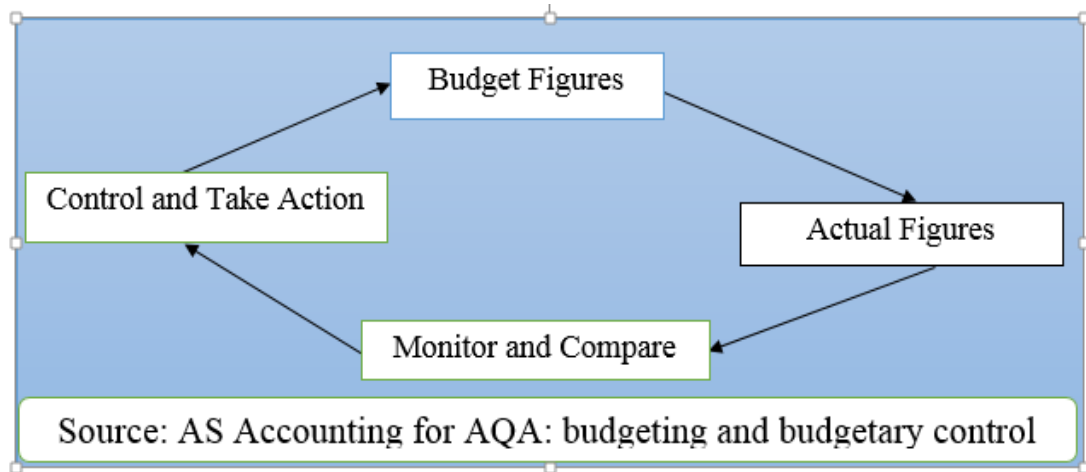 Budget Figures
Control and Take Action
Actual Figures
Monitor and Compare
Source: AS Accounting for AQA: budgeting and budgetary control